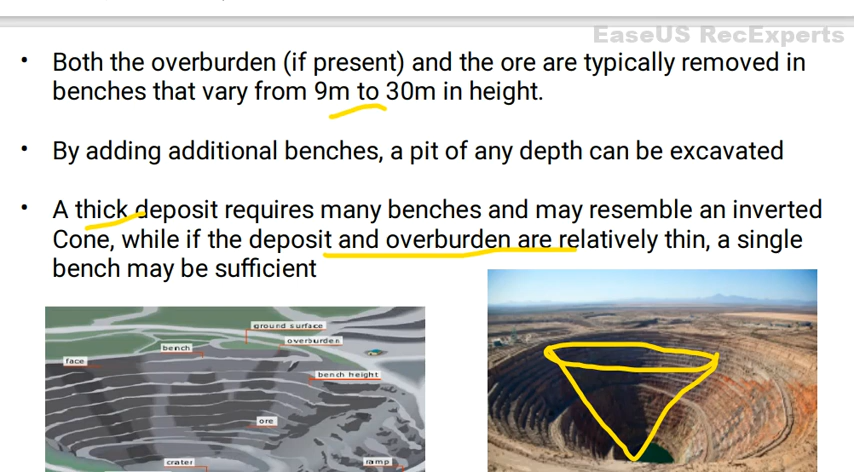 EaseUS RecExperts
• Both the overburden (if present) and the ore are typically removed in
benches that vary from 9m to 30m in height.
• By adding additional benches, a pit of any depth can be excavated
• A thick deposit requires many benches and may resemble an inverted
Cone, while if the deposit and overburden are relatively thin, a single
bench may be sufficient
ground surface
overburden
bench
face
bench height
ore
crater
ramp